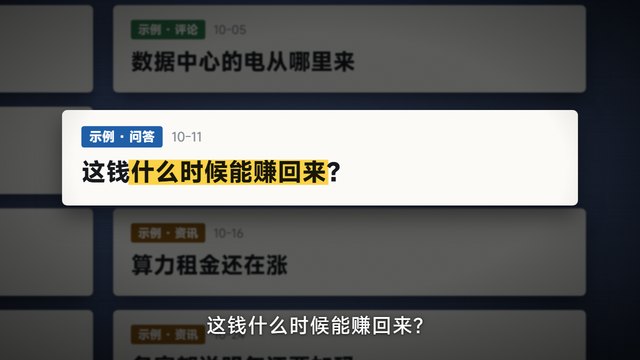 示例·评论 10-05
数据中心的电从哪里来
示例·问答 10-11
这钱什么时候能赚回来?
示例·资讯 10-16
算力租金还在涨
示例·资讯
这钱什么时候能赚回来?